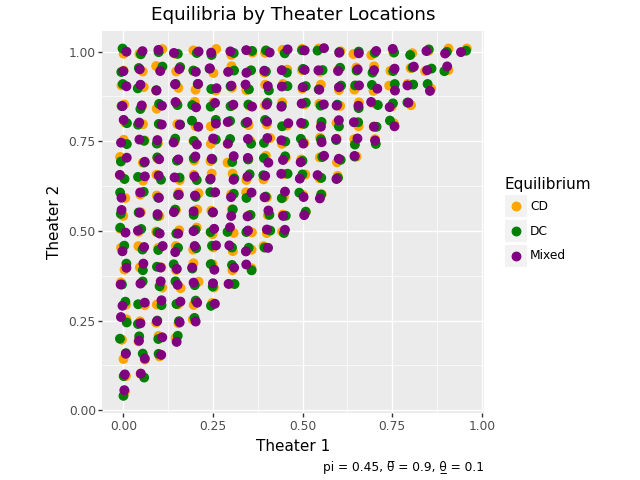 Equilibria by Theater Locations
1.00
0.75
0.50
0.25
0.00
Theater 2
0.00 0.25 0.50 0.75 1.00
Theater 1
Equilibrium
CD
DC
Mixed
pi = 0.45, θ̅ = 0.9, θ̲ = 0.1